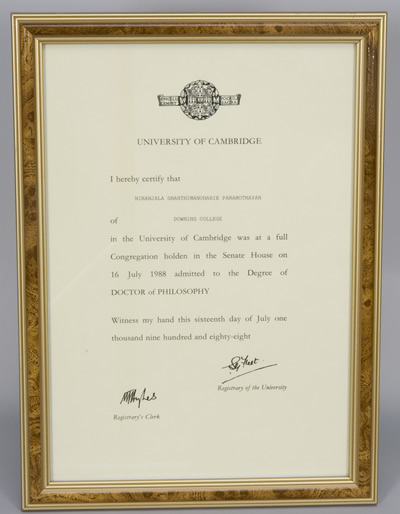 UNIVERSITY OF CAMBRIDGE
I hereby certify that
NIRANJALA
of DOWNING COLLEGE
in the University of Cambridge was at a full
Congregation holden in the Senate House on
16 July 1988 admitted to the Degree of
DOCTOR of PHILOSOPHY
Witness my hand this sixteenth day of July one
thousand nine hundred and eighty-eight
Registrary of the University
Registrary's Clerk